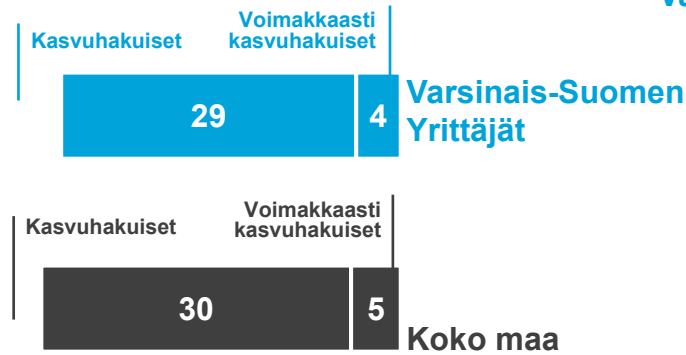 Kasvuhakuiset
Voimakkaasti
kasvuhakuiset
29
4
Varsinais-Suomen
Yrittäjät
Kasvuhakuiset
Voimakkaasti
kasvuhakuiset
30
5
Koko maa